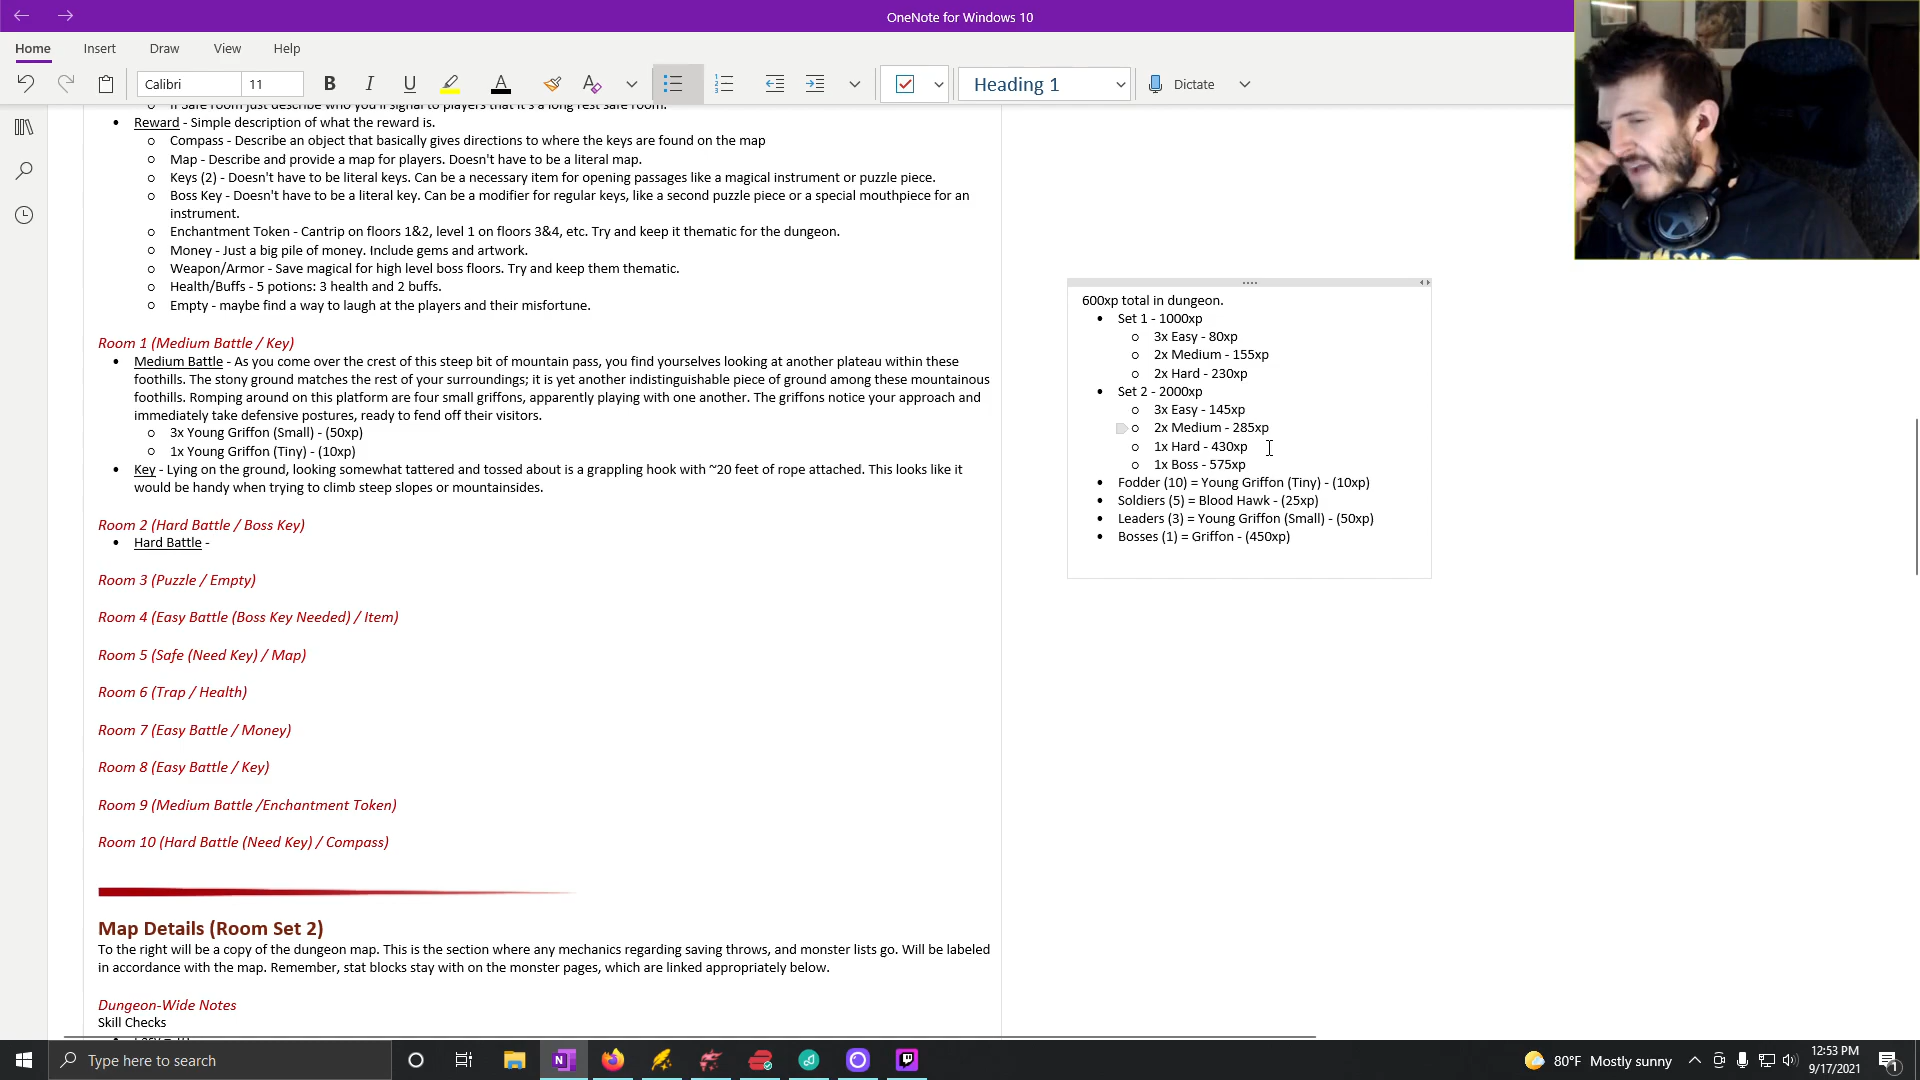 OneNote for Windows 10
Home
Insert
Draw
View
Help
Calibri
11
B
I
U
A
A
Heading 1
Dictate
If Safe room just describe who you'll signal to players that it's a long rest safe room.
Reward - Simple description of what the reward is.
Compass - Describe an object that basically gives directions to where the keys are found on the map
Map - Describe and provide a map for players. Doesn't have to be a literal map.
Keys (2) - Doesn't have to be literal keys. Can be a necessary item for opening passages like a magical instrument or puzzle piece.
Boss Key - Doesn't have to be a literal key. Can be a modifier for regular keys, like a second puzzle piece or a special mouthpiece for an
instrument.
Enchantment Token - Cantrip on floors 1&2, level 1 on floors 3&4, etc. Try and keep it thematic for the dungeon.
Money - Just a big pile of money. Include gems and artwork.
Weapon/Armor - Save magical for high level boss floors. Try and keep them thematic.
Health/Buffs - 5 potions: 3 health and 2 buffs.
Empty - maybe find a way to laugh at the players and their misfortune.
Room 1 (Medium Battle / Key)
Medium Battle - As you come over the crest of this steep bit of mountain pass, you find yourselves looking at another plateau within these
foothills. The stony ground matches the rest of your surroundings; it is yet another indistinguishable piece of ground among these mountainous
foothills. Romping around on this platform are four small griffons, apparently playing with one another. The griffons notice your approach and
immediately take defensive postures, ready to fend off their visitors.
3x Young Griffon (Small) - (50xp)
1x Young Griffon (Tiny) - (10xp)
Key - Lying on the ground, looking somewhat tattered and tossed about is a grappling hook with ~20 feet of rope attached. This looks like it
would be handy when trying to climb steep slopes or mountainsides.
Room 2 (Hard Battle / Boss Key)
Hard Battle -
Room 3 (Puzzle / Empty)
Room 4 (Easy Battle (Boss Key Needed) / Item)
Room 5 (Safe (Need Key) / Map)
Room 6 (Trap / Health)
Room 7 (Easy Battle / Money)
Room 8 (Easy Battle / Key)
Room 9 (Medium Battle /Enchantment Token)
Room 10 (Hard Battle (Need Key) / Compass)
Map Details (Room Set 2)
To the right will be a copy of the dungeon map. This is the section where any mechanics regarding saving throws, and monster lists go. Will be labeled
in accordance with the map. Remember, stat blocks stay with on the monster pages, which are linked appropriately below.
Dungeon-Wide Notes
Skill Checks
600xp total in dungeon.
Set 1 - 1000xp
3x Easy - 80xp
2x Medium - 155xp
2x Hard - 230xp
Set 2 - 2000xp
3x Easy - 145xp
2x Medium - 285xp
1x Hard - 430xp
1x Boss - 575xp
Fodder (10) = Young Griffon (Tiny) - (10xp)
Soldiers (5) = Blood Hawk - (25xp)
Leaders (3) = Young Griffon (Small) - (50xp)
Bosses (1) = Griffon - (450xp)
Type here to search
80°F Mostly sunny
12:53 PM
9/17/2021